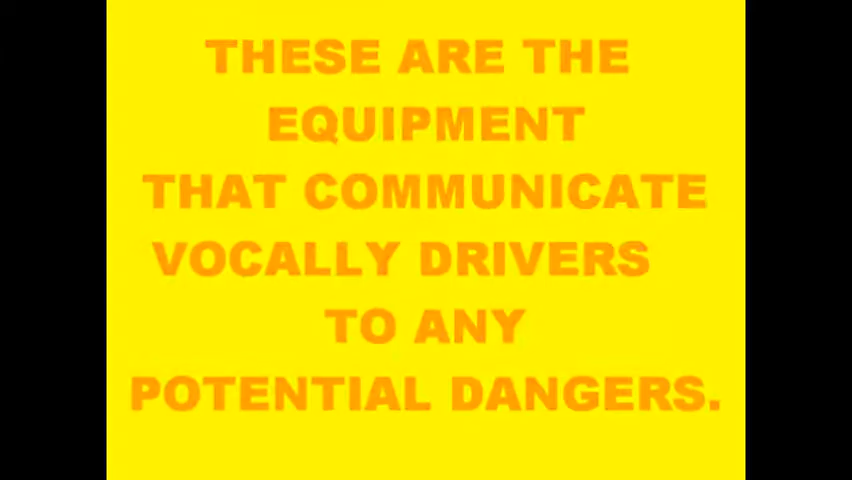 THESE ARE THE
EQUIPMENT
THAT COMMUNICATE
VOCALLY DRIVERS
TO ANY
POTENTIAL DANGERS.